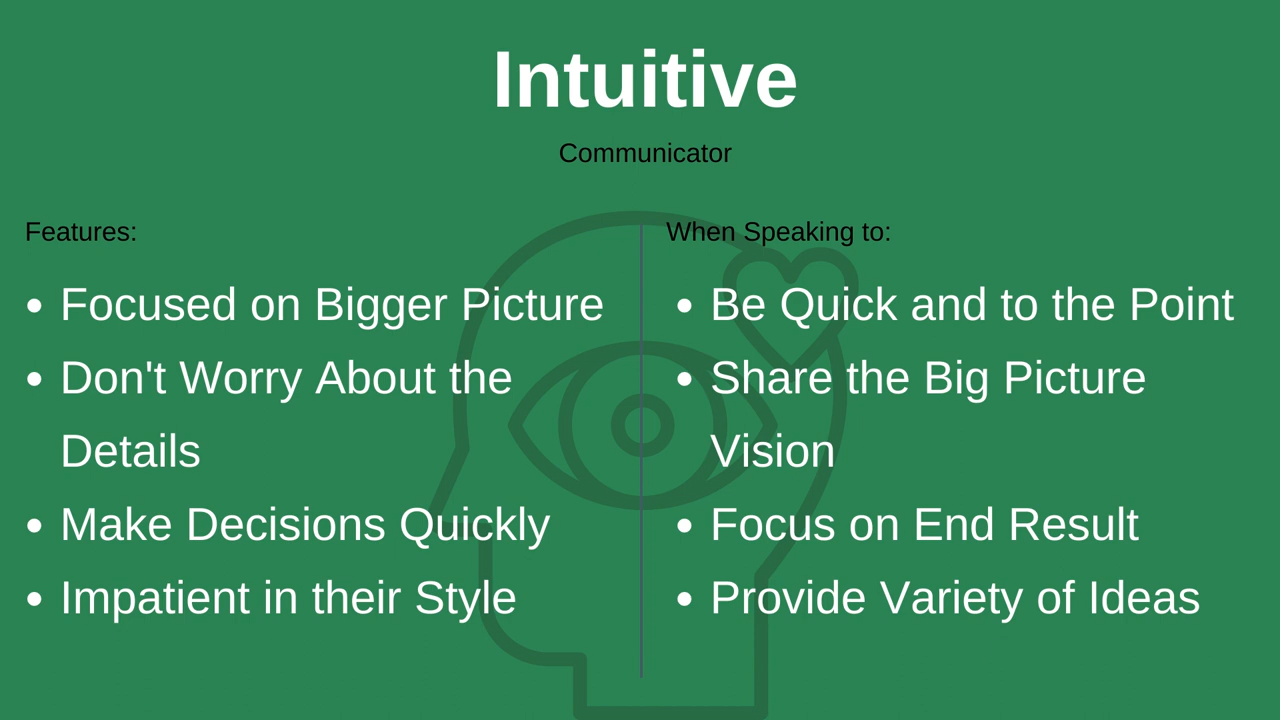 Intuitive
Communicator
Features:
• Focused on Bigger Picture
• Don't Worry About the
Details
• Make Decisions Quickly
• Impatient in their Style
When Speaking to:
• Be Quick and to the Point
• Share the Big Picture
Vision
• Focus on End Result
• Provide Variety of Ideas